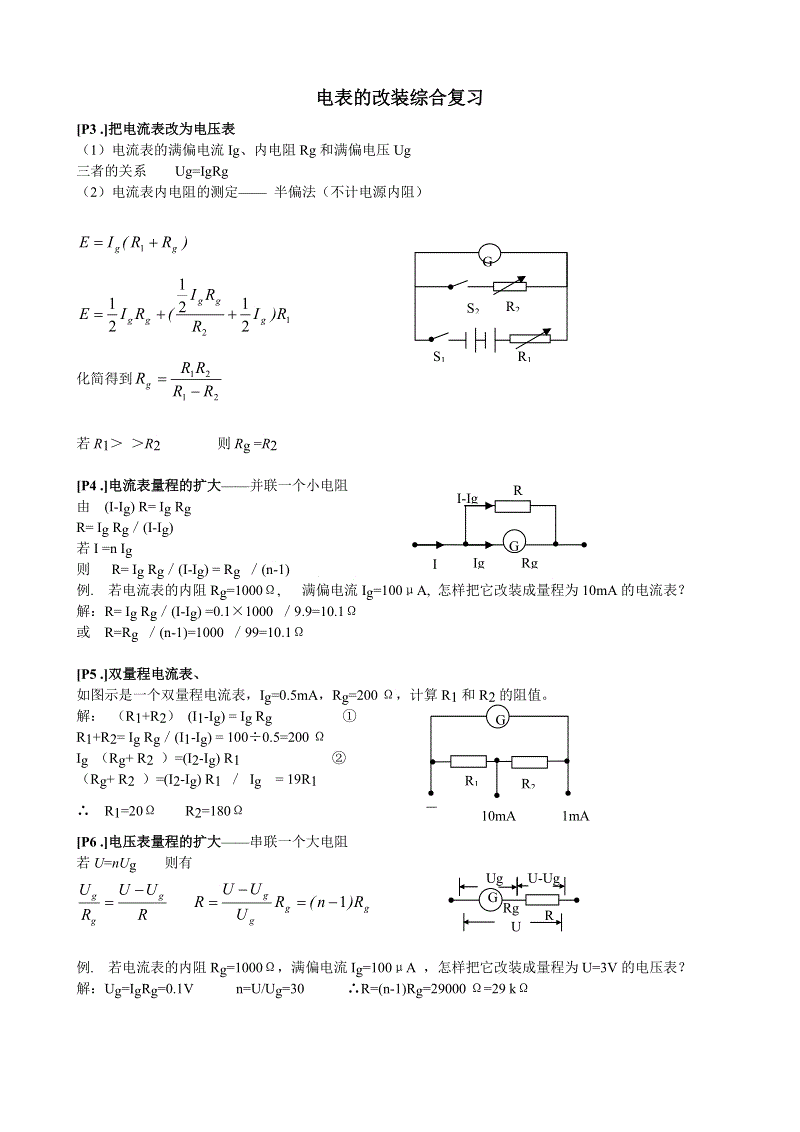 电表的改装综合复习
[P3 .]把电流表改为电压表
（1）电流表的满偏电流 Ig、内电阻 Rg 和满偏电压 Ug
三者的关系 Ug=IgRg
（2）电流表内电阻的测定—— 半偏法（不计电源内阻）
E = I_g ( R_1 + R_g )
G
S2 R2
S1 R1
E = \frac{1}{2} I_g R_g + ( \frac{\frac{1}{2} I_g R_g}{R_2} + \frac{1}{2} I_g ) R_1
化简得到 R_g = \frac{R_1 R_2}{R_1 − R_2}
若 R1＞ ＞R2 则 Rg =R2
[P4 .]电流表量程的扩大——并联一个小电阻
由 (I-Ig) R= Ig Rg
R= Ig Rg／(I-Ig)
若 I =n Ig
则 R= Ig Rg／(I-Ig) = Rg ／(n-1)
I-Ig R
G
I Ig Rg
例. 若电流表的内阻 Rg=1000Ω, 满偏电流 Ig=100μA, 怎样把它改装成量程为 10mA 的电流表?
解：R= Ig Rg／(I-Ig) =0.1×1000 ／9.9=10.1Ω
或 R=Rg ／(n-1)=1000 ／99=10.1Ω
[P5 .]双量程电流表、
如图示是一个双量程电流表，Ig=0.5mA，Rg=200 Ω，计算 R1 和 R2 的阻值。
解： （R1+R2） (I1-Ig) = Ig Rg ①
R1+R2= Ig Rg／(I1-Ig) = 100÷0.5=200 Ω
Ig （Rg+ R2 ）=(I2-Ig) R1 ②
（Rg+ R2 ）=(I2-Ig) R1 ／ Ig = 19R1
∴ R1=20Ω R2=180Ω
G
R1 R2
— 10mA 1mA
[P6 .]电压表量程的扩大——串联一个大电阻
若 U=nUg 则有
\frac{U_g}{R_g} = \frac{U − U_g}{R} R = \frac{U − U_g}{U_g} R_g = ( n − 1 )R_g
Ug U-Ug
G
Rg R
U
例. 若电流表的内阻 Rg=1000Ω，满偏电流 Ig=100μA ，怎样把它改装成量程为 U=3V 的电压表?
解：Ug=IgRg=0.1V n=U/Ug=30 ∴R=(n-1)Rg=29000 Ω=29 kΩ